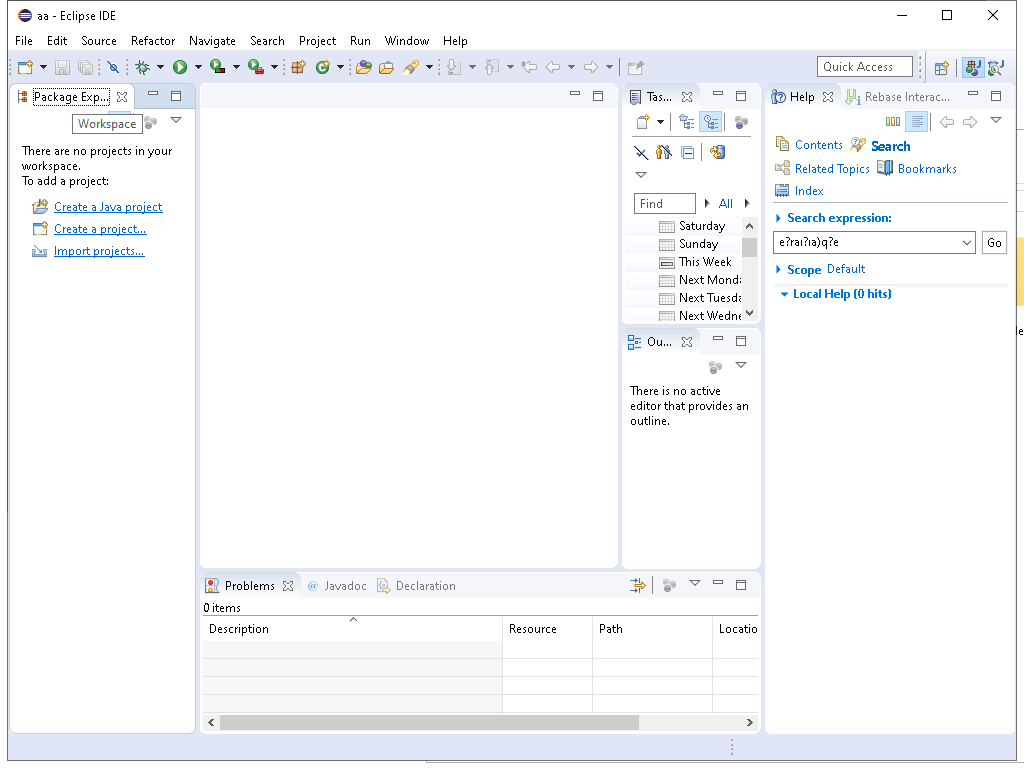 aa - Eclipse IDE
File Edit Source Refactor Navigate Search Project Run Window Help
Quick Access
Package Exp...
Workspace
There are no projects in your
workspace.
To add a project:
Create a Java project
Create a project...
Import projects...
Tas...
Find
All
Saturday
Sunday
This Week
Next Monda
Next Tuesda
Next Wedne
Ou...
There is no active
editor that provides an
outline.
Help
Rebase Interac...
Contents
Search
Related Topics
Bookmarks
Index
Search expression:
e?raı?ıa)q?e
Go
Scope Default
Local Help (0 hits)
Problems
@ Javadoc
Declaration
0 items
Description Resource Path Locatio